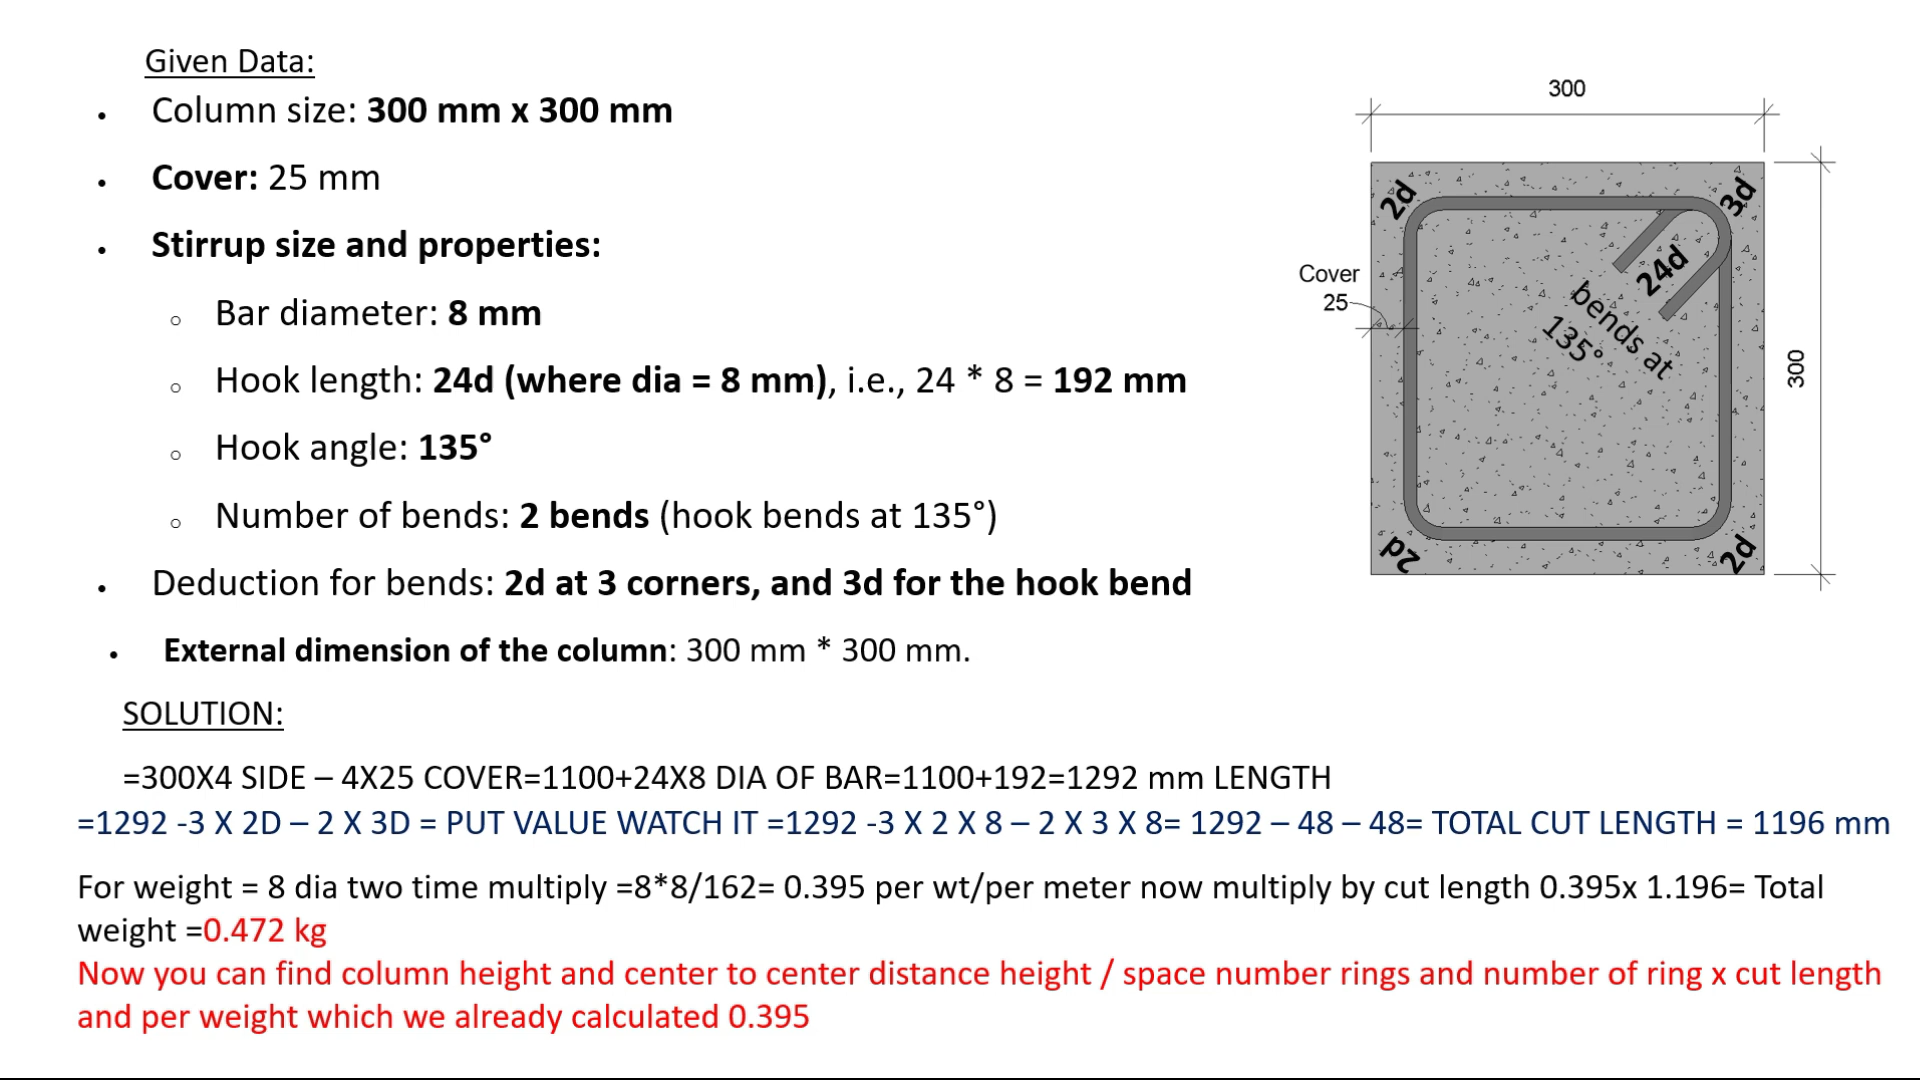 Given Data:
• Column size: 300 mm x 300 mm
• Cover: 25 mm
• Stirrup size and properties:
o Bar diameter: 8 mm
o Hook length: 24d (where dia = 8 mm), i.e., 24 * 8 = 192 mm
o Hook angle: 135°
o Number of bends: 2 bends (hook bends at 135°)
• Deduction for bends: 2d at 3 corners, and 3d for the hook bend
• External dimension of the column: 300 mm * 300 mm.
SOLUTION:
=300X4 SIDE – 4X25 COVER=1100+24X8 DIA OF BAR=1100+192=1292 mm LENGTH
=1292 -3 X 2D – 2 X 3D = PUT VALUE WATCH IT =1292 -3 X 2 X 8 – 2 X 3 X 8= 1292 – 48 – 48= TOTAL CUT LENGTH = 1196 mm
For weight = 8 dia two time multiply =8*8/162= 0.395 per wt/per meter now multiply by cut length 0.395x 1.196= Total
weight =0.472 kg
Now you can find column height and center to center distance height / space number rings and number of ring x cut length
and per weight which we already calculated 0.395
300
2d
3d
Cover
25
24d
bends at
135°
300
2d
2d